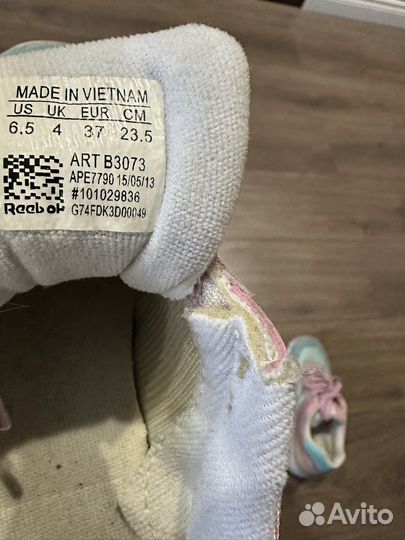 MADE IN VIETNAM
US UK EUR CM
6.5 4 37 23.5
ART B3073
APE7790 15/05/13
#101029836
Reebok G74FDK3D00049
Avito